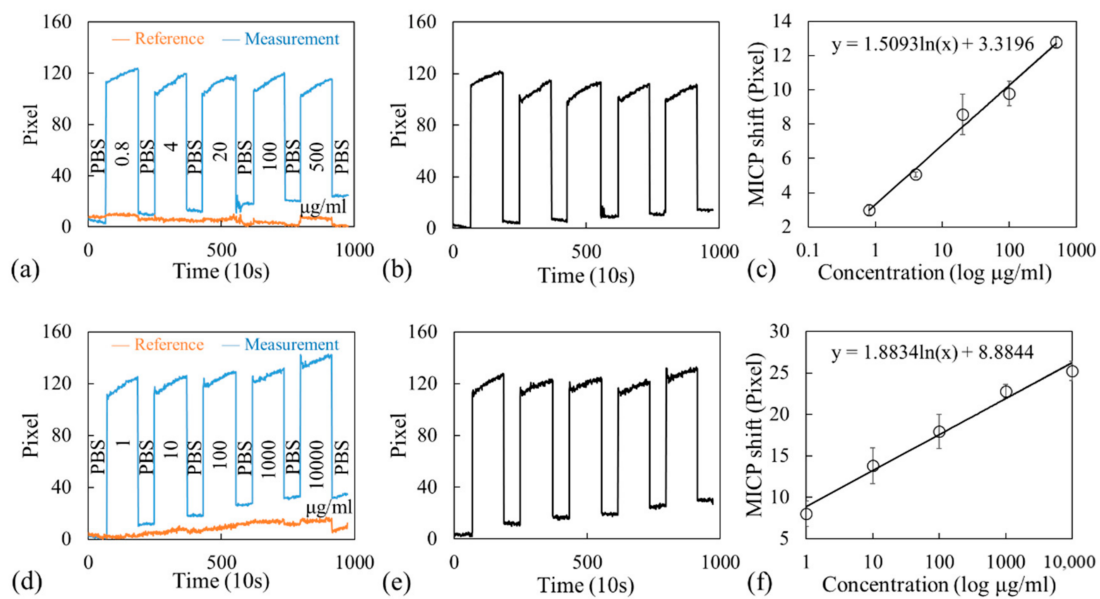 160
120
80
40
0
Pixel
Reference
Measurement
PBS
0.8
PBS
4
PBS
20
PBS
100
PBS
500
PBS
μg/ml
0
500
1000
Time (10s)
(a)
160
120
80
40
0
Pixel
0
500
1000
Time (10s)
(b)
14
12
10
8
6
4
2
MICP shift (Pixel)
y = 1.5093ln(x) + 3.3196
0.1
1
10
100
1000
Concentration (log μg/ml)
(c)
160
120
80
40
0
Pixel
Reference
Measurement
PBS
1
PBS
10
PBS
100
PBS
1000
PBS
10000
PBS
μg/ml
0
500
1000
Time (10s)
(d)
160
120
80
40
0
Pixel
0
500
1000
Time (10s)
(e)
30
25
20
15
10
5
MICP shift (Pixel)
y = 1.8834ln(x) + 8.8844
1
10
100
1000
10,000
Concentration (log μg/ml)
(f)